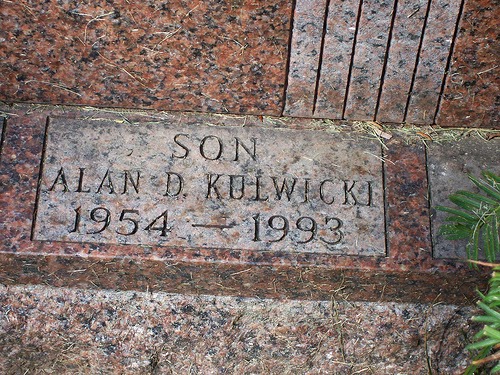 SON
ALAN D. KULWICKI
1954 — 1993